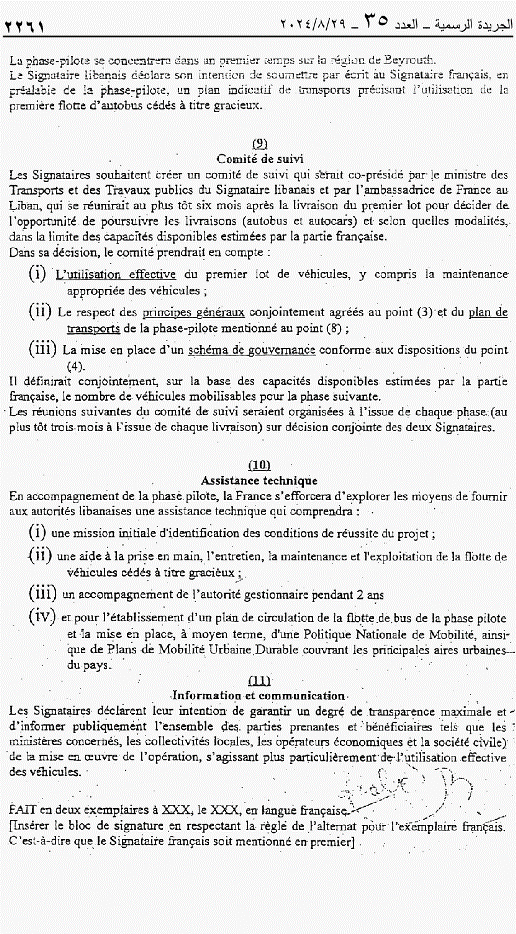 الجريدة الرسمية – العدد ٣٥ – ٢٠٢٤/٨/٢٩
٢٢٦١
La phase-pilote se concentrera dans un premier temps sur la région de Beyrouth.
Le Signataire libanais déclare son intention de soumettre par écrit au Signataire français, en
préalable de la phase-pilote, un plan indicatif de transports précisant l'utilisation de la
première flotte d'autobus cédés à titre gracieux.
(9)
Comité de suivi
Les Signataires souhaitent créer un comité de suivi qui serait co-présidé par le ministre des
Transports et des Travaux publics du Signataire libanais et par l'ambassadrice de France au
Liban, qui se réunirait au plus tôt six mois après la livraison du premier lot pour décider de
l'opportunité de poursuivre les livraisons (autobus et autocars) et selon quelles modalités,
dans la limite des capacités disponibles estimées par la partie française.
Dans sa décision, le comité prendrait en compte :
(i) L'utilisation effective du premier lot de véhicules, y compris la maintenance
appropriée des véhicules ;
(ii) Le respect des principes généraux conjointement agréés au point (3) et du plan de
transports de la phase-pilote mentionné au point (8) ;
(iii) La mise en place d'un schéma de gouvernance conforme aux dispositions du point
(4).
Il définirait conjointement, sur la base des capacités disponibles estimées par la partie
française, le nombre de véhicules mobilisables pour la phase suivante.
Les réunions suivantes du comité de suivi seraient organisées à l'issue de chaque phase (au
plus tôt trois mois à l'issue de chaque livraison) sur décision conjointe des deux Signataires.
(10)
Assistance technique
En accompagnement de la phase pilote, la France s'efforcera d'explorer les moyens de fournir
aux autorités libanaises une assistance technique qui comprendra :
(i) une mission initiale d'identification des conditions de réussite du projet ;
(ii) une aide à la prise en main, l'entretien, la maintenance et l'exploitation de la flotte de
véhicules cédés à titre gracieux ;
(iii) un accompagnement de l'autorité gestionnaire pendant 2 ans
(iv) et pour l'établissement d'un plan de circulation de la flotte de bus de la phase pilote
et la mise en place, à moyen terme, d'une Politique Nationale de Mobilité, ainsi
que de Plans de Mobilité Urbaine Durable couvrant les principales aires urbaines
du pays.
(11)
Information et communication
Les Signataires déclarent leur intention de garantir un degré de transparence maximale et
d'informer publiquement l'ensemble des parties prenantes et bénéficiaires tels que les
ministères concernés, les collectivités locales, les opérateurs économiques et la société civile)
de la mise en œuvre de l'opération, s'agissant plus particulièrement de l'utilisation effective
des véhicules.
FAIT en deux exemplaires à XXX, le XXX, en langue française.
[Insérer le bloc de signature en respectant la règle de l'alternat pour l'exemplaire français.
C'est-à-dire que le Signataire français soit mentionné en premier]